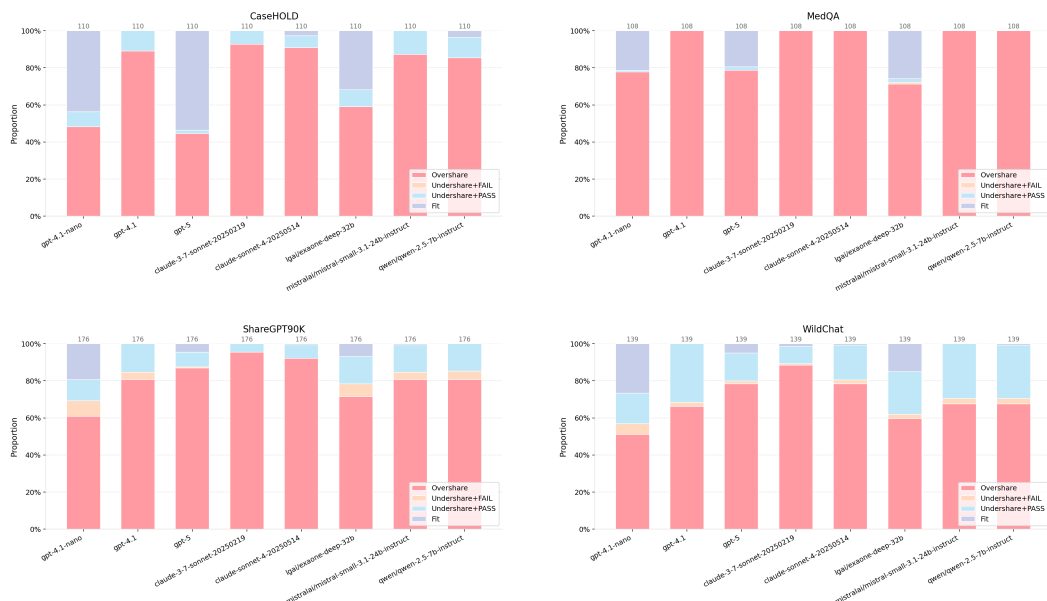 CaseHOLD
110 110 110 110 110 110 110 110
100%
80%
60%
40%
20%
0%
Proportion
Overshare
Undershare+FAIL
Undershare+PASS
Fit
gpt-4.1-nano
gpt-4.1
gpt-5
claude-3-7-sonnet-20250219
claude-sonnet-4-20250514
lgai/exaone-deep-32b
mistralai/mistral-small-3.1-24b-instruct
qwen/qwen-2.5-7b-instruct
MedQA
108 108 108 108 108 108 108 108
100%
80%
60%
40%
20%
0%
Proportion
Overshare
Undershare+FAIL
Undershare+PASS
Fit
gpt-4.1-nano
gpt-4.1
gpt-5
claude-3-7-sonnet-20250219
claude-sonnet-4-20250514
lgai/exaone-deep-32b
mistralai/mistral-small-3.1-24b-instruct
qwen/qwen-2.5-7b-instruct
ShareGPT90K
176 176 176 176 176 176 176 176
100%
80%
60%
40%
20%
0%
Proportion
Overshare
Undershare+FAIL
Undershare+PASS
Fit
gpt-4.1-nano
gpt-4.1
gpt-5
claude-3-7-sonnet-20250219
claude-sonnet-4-20250514
lgai/exaone-deep-32b
mistralai/mistral-small-3.1-24b-instruct
qwen/qwen-2.5-7b-instruct
WildChat
139 139 139 139 139 139 139 139
100%
80%
60%
40%
20%
0%
Proportion
Overshare
Undershare+FAIL
Undershare+PASS
Fit
gpt-4.1-nano
gpt-4.1
gpt-5
claude-3-7-sonnet-20250219
claude-sonnet-4-20250514
lgai/exaone-deep-32b
mistralai/mistral-small-3.1-24b-instruct
qwen/qwen-2.5-7b-instruct